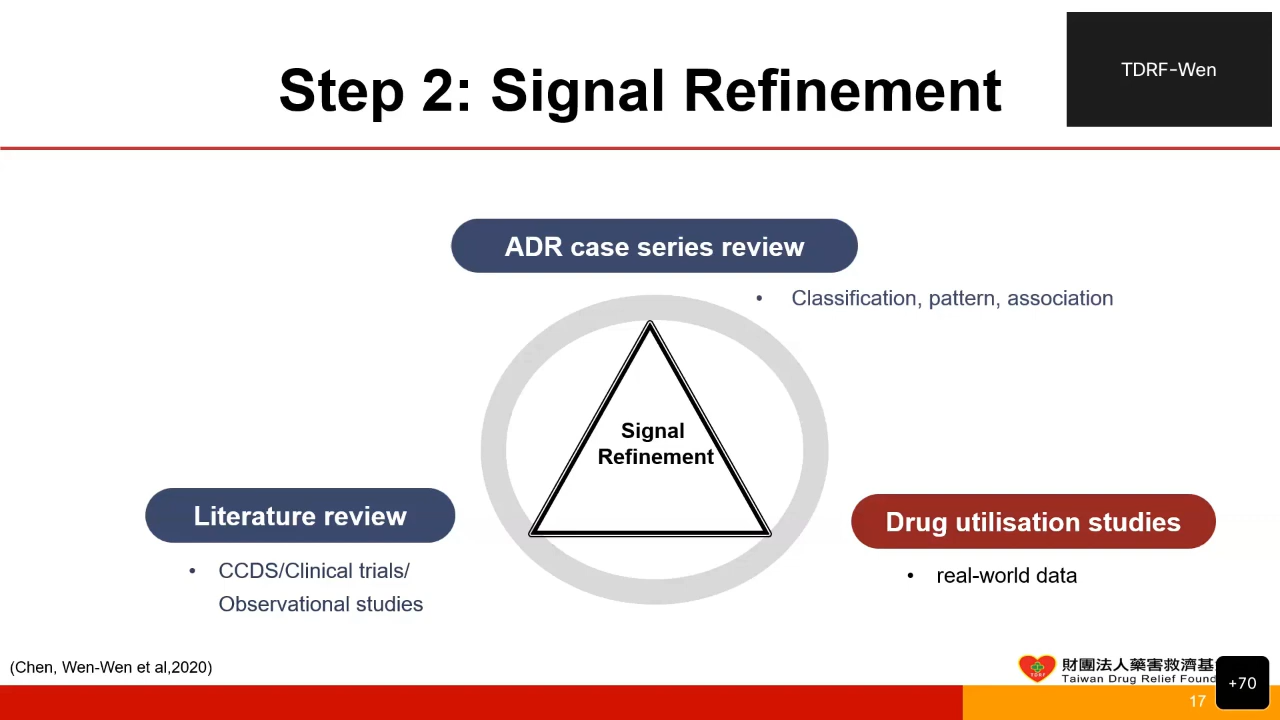 Step 2: Signal Refinement
TDRF-Wen
ADR case series review
• Classification, pattern, association
Signal
Refinement
Literature review
• CCDS/Clinical trials/
Observational studies
Drug utilisation studies
• real-world data
(Chen, Wen-Wen et al,2020)
TDRF
財團法人藥害救濟基
Taiwan Drug Relief Found
17
+70